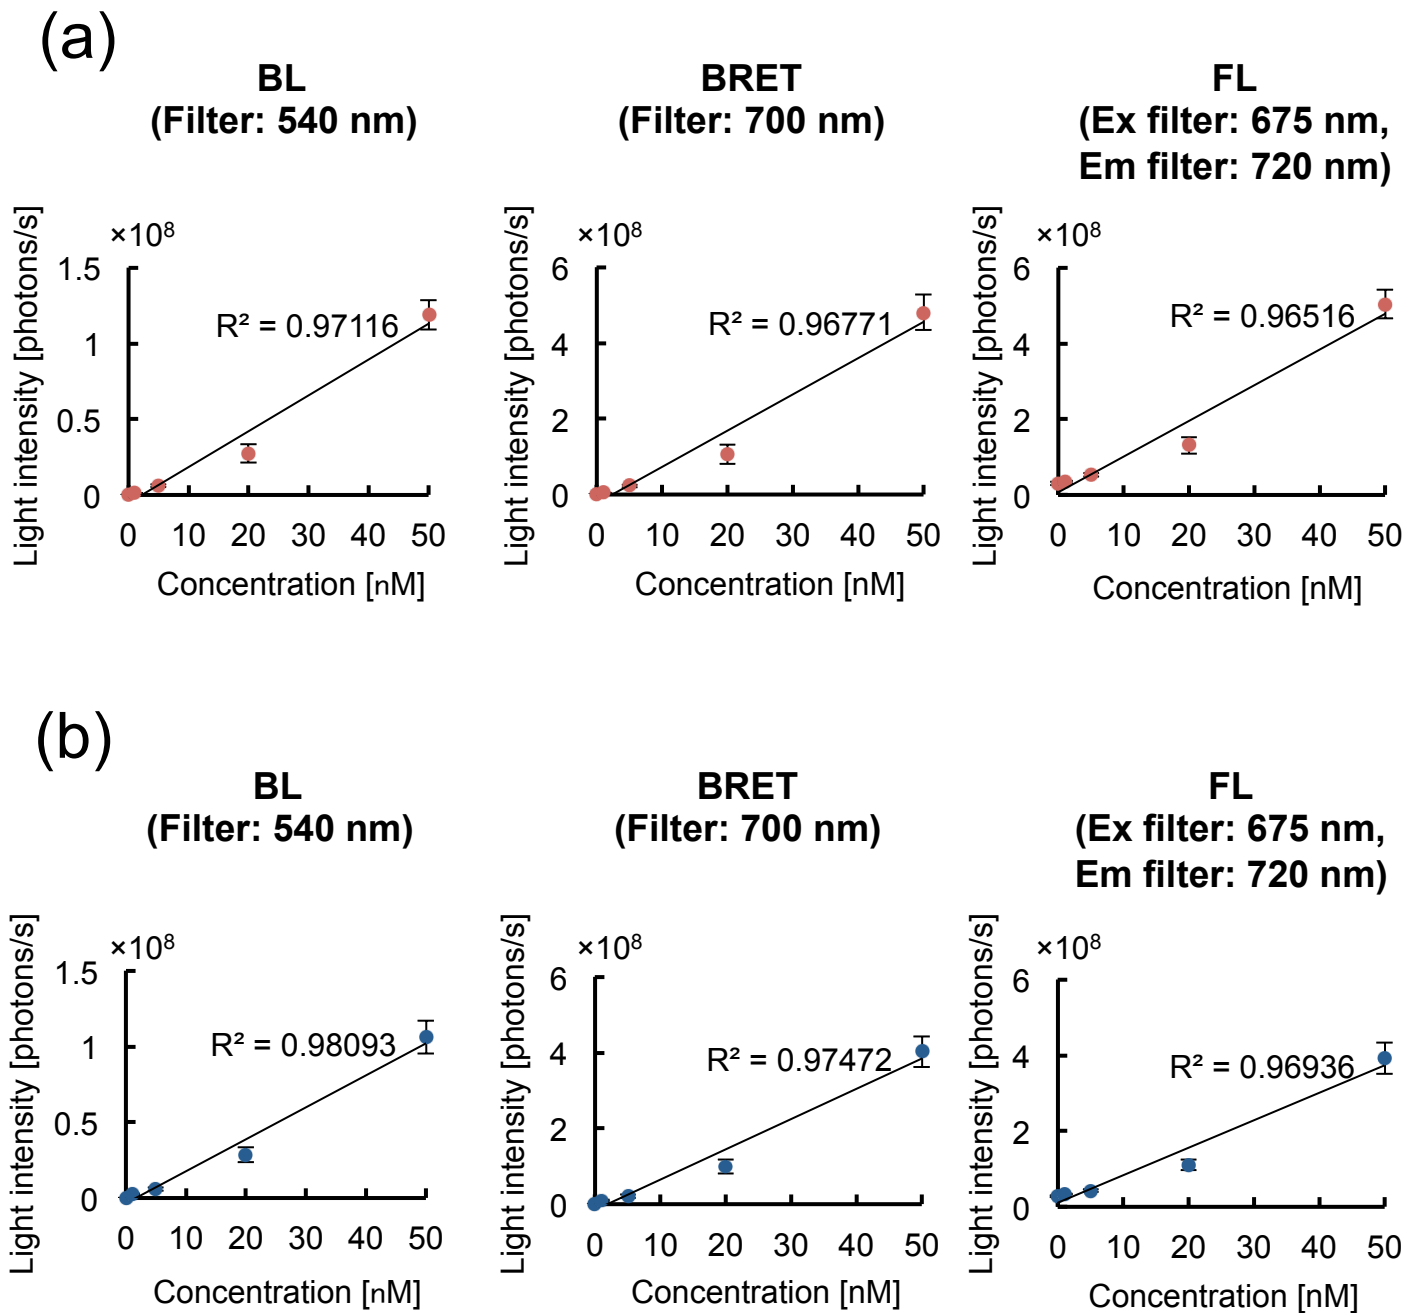 (a)
BL
(Filter: 540 nm)
BRET
(Filter: 700 nm)
FL
(Ex filter: 675 nm,
Em filter: 720 nm)
Light intensity [photons/s]
×10⁸
1.5
1
0.5
0
R² = 0.97116
0 10 20 30 40 50
Concentration [nM]
Light intensity [photons/s]
×10⁸
6
4
2
0
R² = 0.96771
0 10 20 30 40 50
Concentration [nM]
Light intensity [photons/s]
×10⁸
6
4
2
0
R² = 0.96516
0 10 20 30 40 50
Concentration [nM]
(b)
BL
(Filter: 540 nm)
BRET
(Filter: 700 nm)
FL
(Ex filter: 675 nm,
Em filter: 720 nm)
Light intensity [photons/s]
×10⁸
1.5
1
0.5
0
R² = 0.98093
0 10 20 30 40 50
Concentration [nM]
Light intensity [photons/s]
×10⁸
6
4
2
0
R² = 0.97472
0 10 20 30 40 50
Concentration [nM]
Light intensity [photons/s]
×10⁸
6
4
2
0
R² = 0.96936
0 10 20 30 40 50
Concentration [nM]